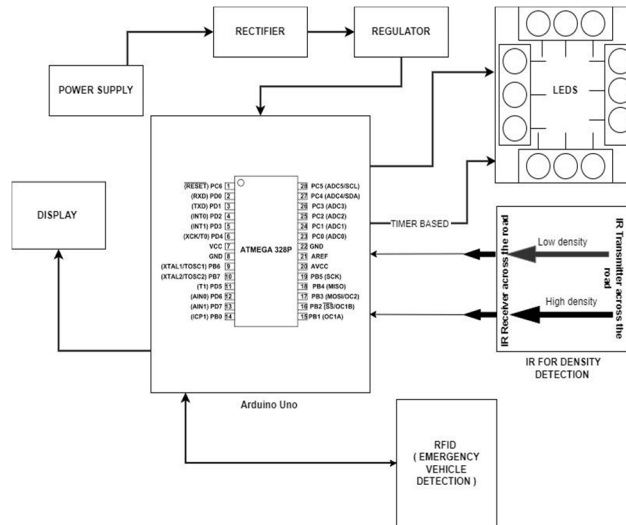 RECTIFIER
REGULATOR
POWER SUPPLY
LEDS
DISPLAY
(RESET) PC6 1
(RXD) PD0 2
(TXD) PD1 3
(INT0) PD2 4
(INT1) PD3 5
(XCK/T0) PD4 6
VCC 7
GND 8
(XTAL1/TOSC1) PB6 9
(XTAL2/TOSC2) PB7 10
(T1) PD5 11
(AIN0) PD6 12
(AIN1) PD7 13
(ICP1) PB0 14
ATMEGA 328P
28 PC5 (ADC5/SCL)
27 PC4 (ADC4/SDA)
26 PC3 (ADC3)
25 PC2 (ADC2)
24 PC1 (ADC1)
23 PC0 (ADC0)
22 GND
21 AREF
20 AVCC
19 PB5 (SCK)
18 PB4 (MISO)
17 PB3 (MOSI/OC2)
16 PB2 (SS/OC1B)
15 PB1 (OC1A)
TIMER BASED
Arduino Uno
IR Receiver across the road
Low density
High density
IR Transmitter across the
road
IR FOR DENSITY
DETECTION
RFID
( EMERGENCY
VEHICLE
DETECTION )